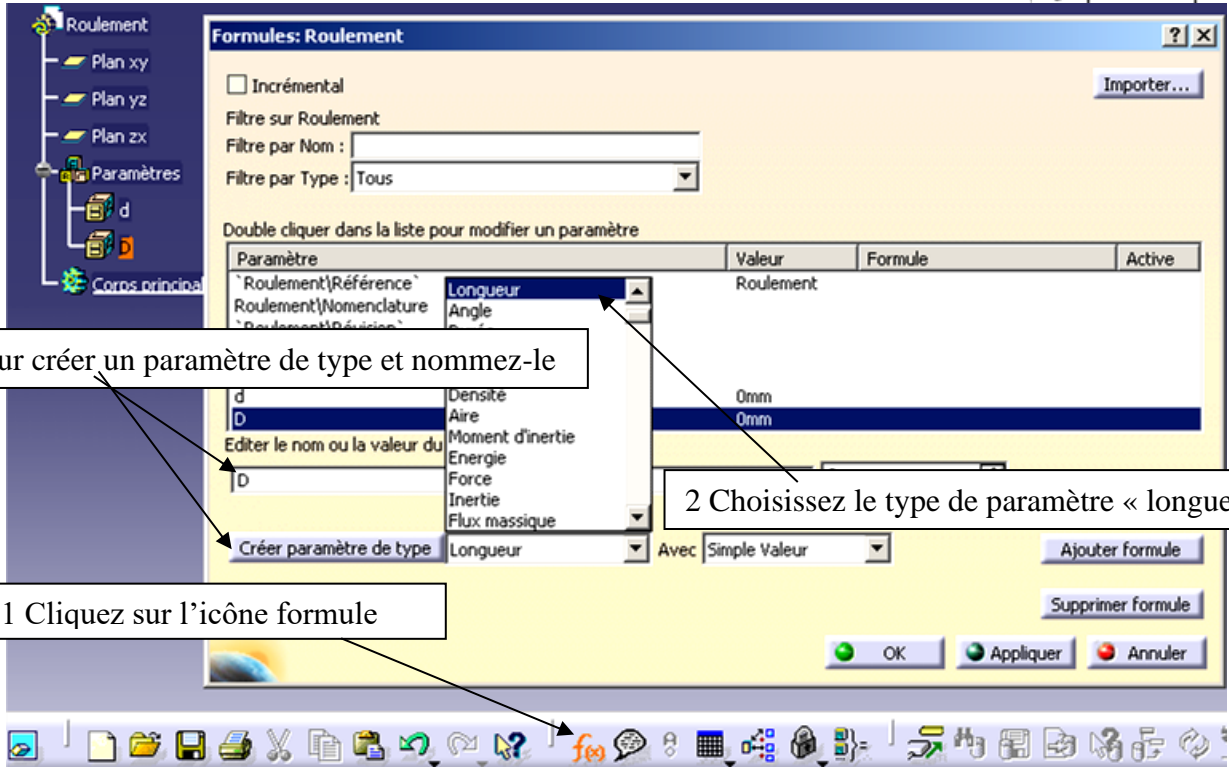 Roulement
Plan xy
Plan yz
Plan zx
Paramètres
d
D
Corps principal
Formules: Roulement
Incrémental
Importer...
Filtre sur Roulement
Filtre par Nom :
Filtre par Type : Tous
Double cliquer dans la liste pour modifier un paramètre
Paramètre Valeur Formule Active
`Roulement\Référence` Roulement
Roulement\Nomenclature
Longueur
Angle
ur créer un paramètre de type et nommez-le
d 0mm
D 0mm
Densité
Aire
Moment d'inertie
Energie
Force
Inertie
Flux massique
Editer le nom ou la valeur du
D
2 Choisissez le type de paramètre « longue
Créer paramètre de type Longueur Avec Simple Valeur Ajouter formule
1 Cliquez sur l'icône formule
Supprimer formule
OK Appliquer Annuler
f(x)